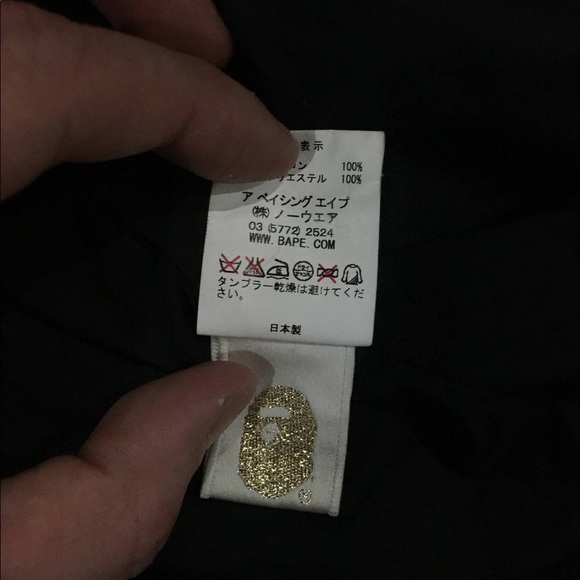 表示
ン 100%
リエステル 100%
ア ベイシング エイプ
㈱ ノーウエア
03 (5772) 2524
WWW.BAPE.COM
タンブラー乾燥は避けてくだ
さい。
日本製